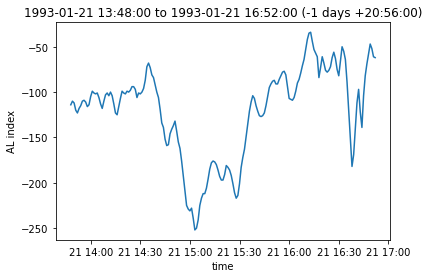 1993-01-21 13:48:00 to 1993-01-21 16:52:00 (-1 days +20:56:00)
−50
−100
−150
−200
−250
AL index
21 14:00 21 14:30 21 15:00 21 15:30 21 16:00 21 16:30 21 17:00
time